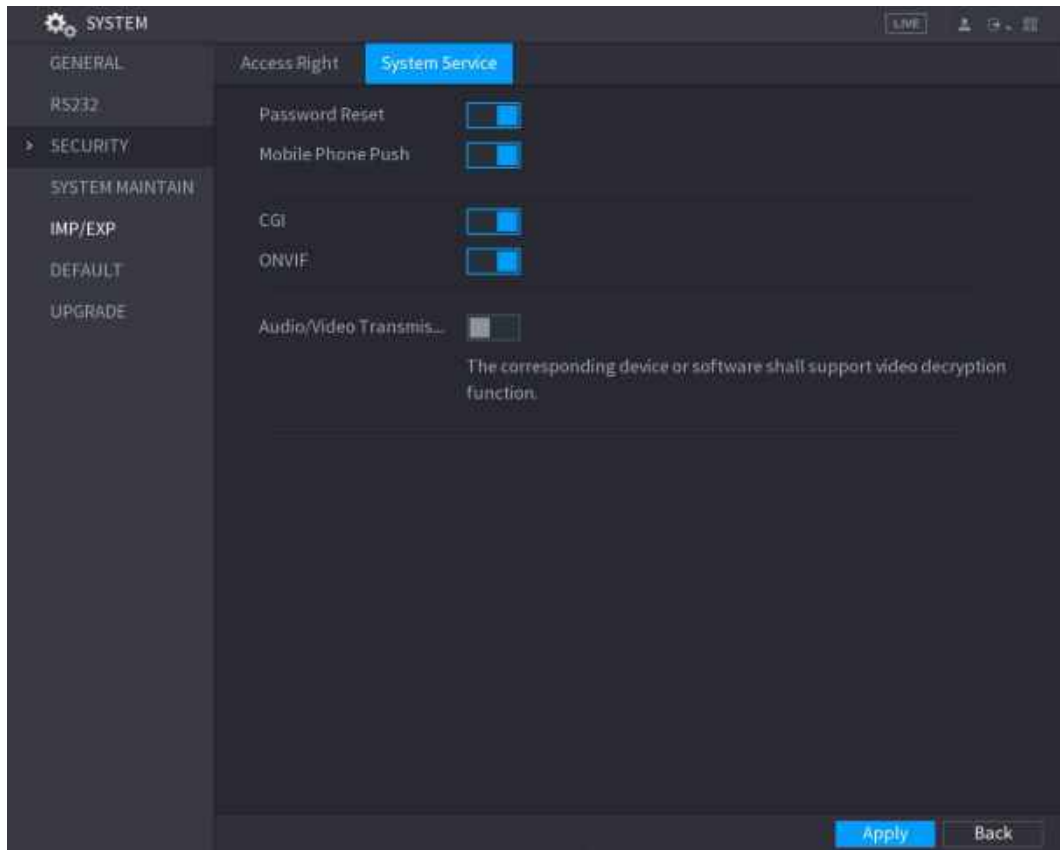 SYSTEM
LIVE
GENERAL
RS232
SECURITY
SYSTEM MAINTAIN
IMP/EXP
DEFAULT
UPGRADE
Access Right
System Service
Password Reset
Mobile Phone Push
CGI
ONVIF
Audio/Video Transmis...
The corresponding device or software shall support video decryption
function.
Apply
Back